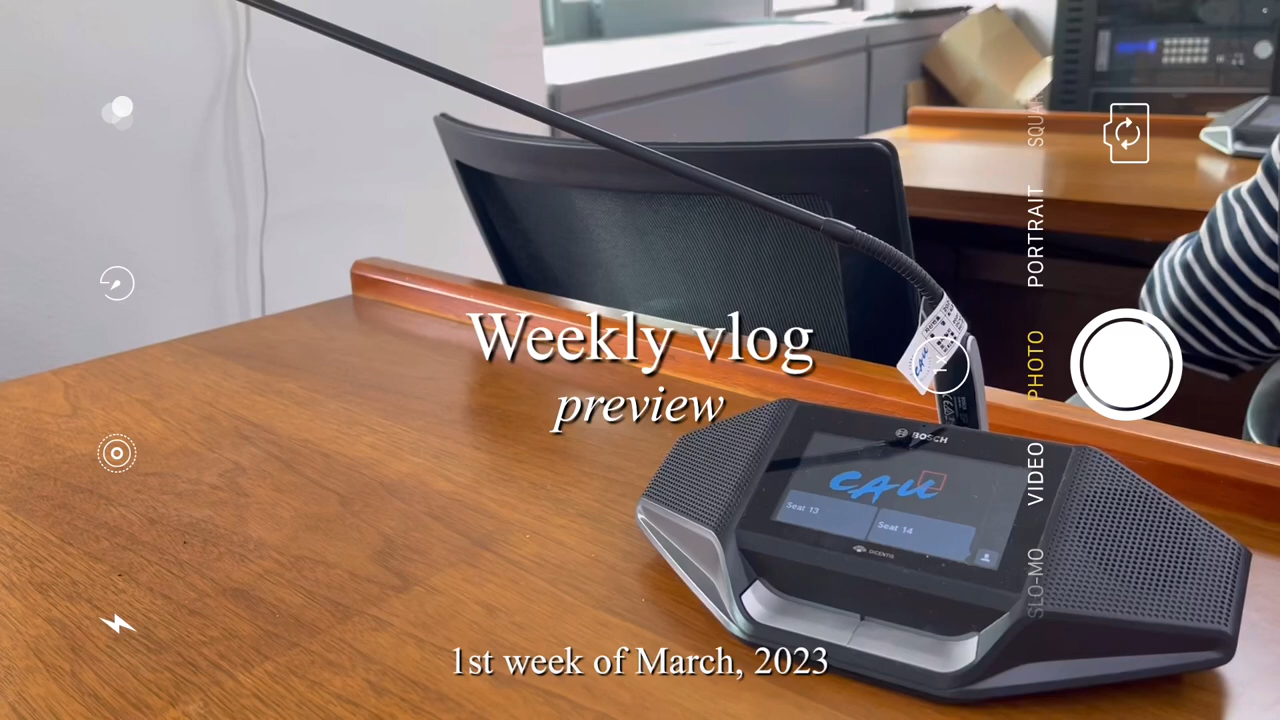 SQUARE
PORTRAIT
PHOTO
VIDEO
SLO-MO
Weekly vlog
preview
CAU
BOSCH
CAU
Seat 13
Seat 14
DICENTIS
1st week of March, 2023